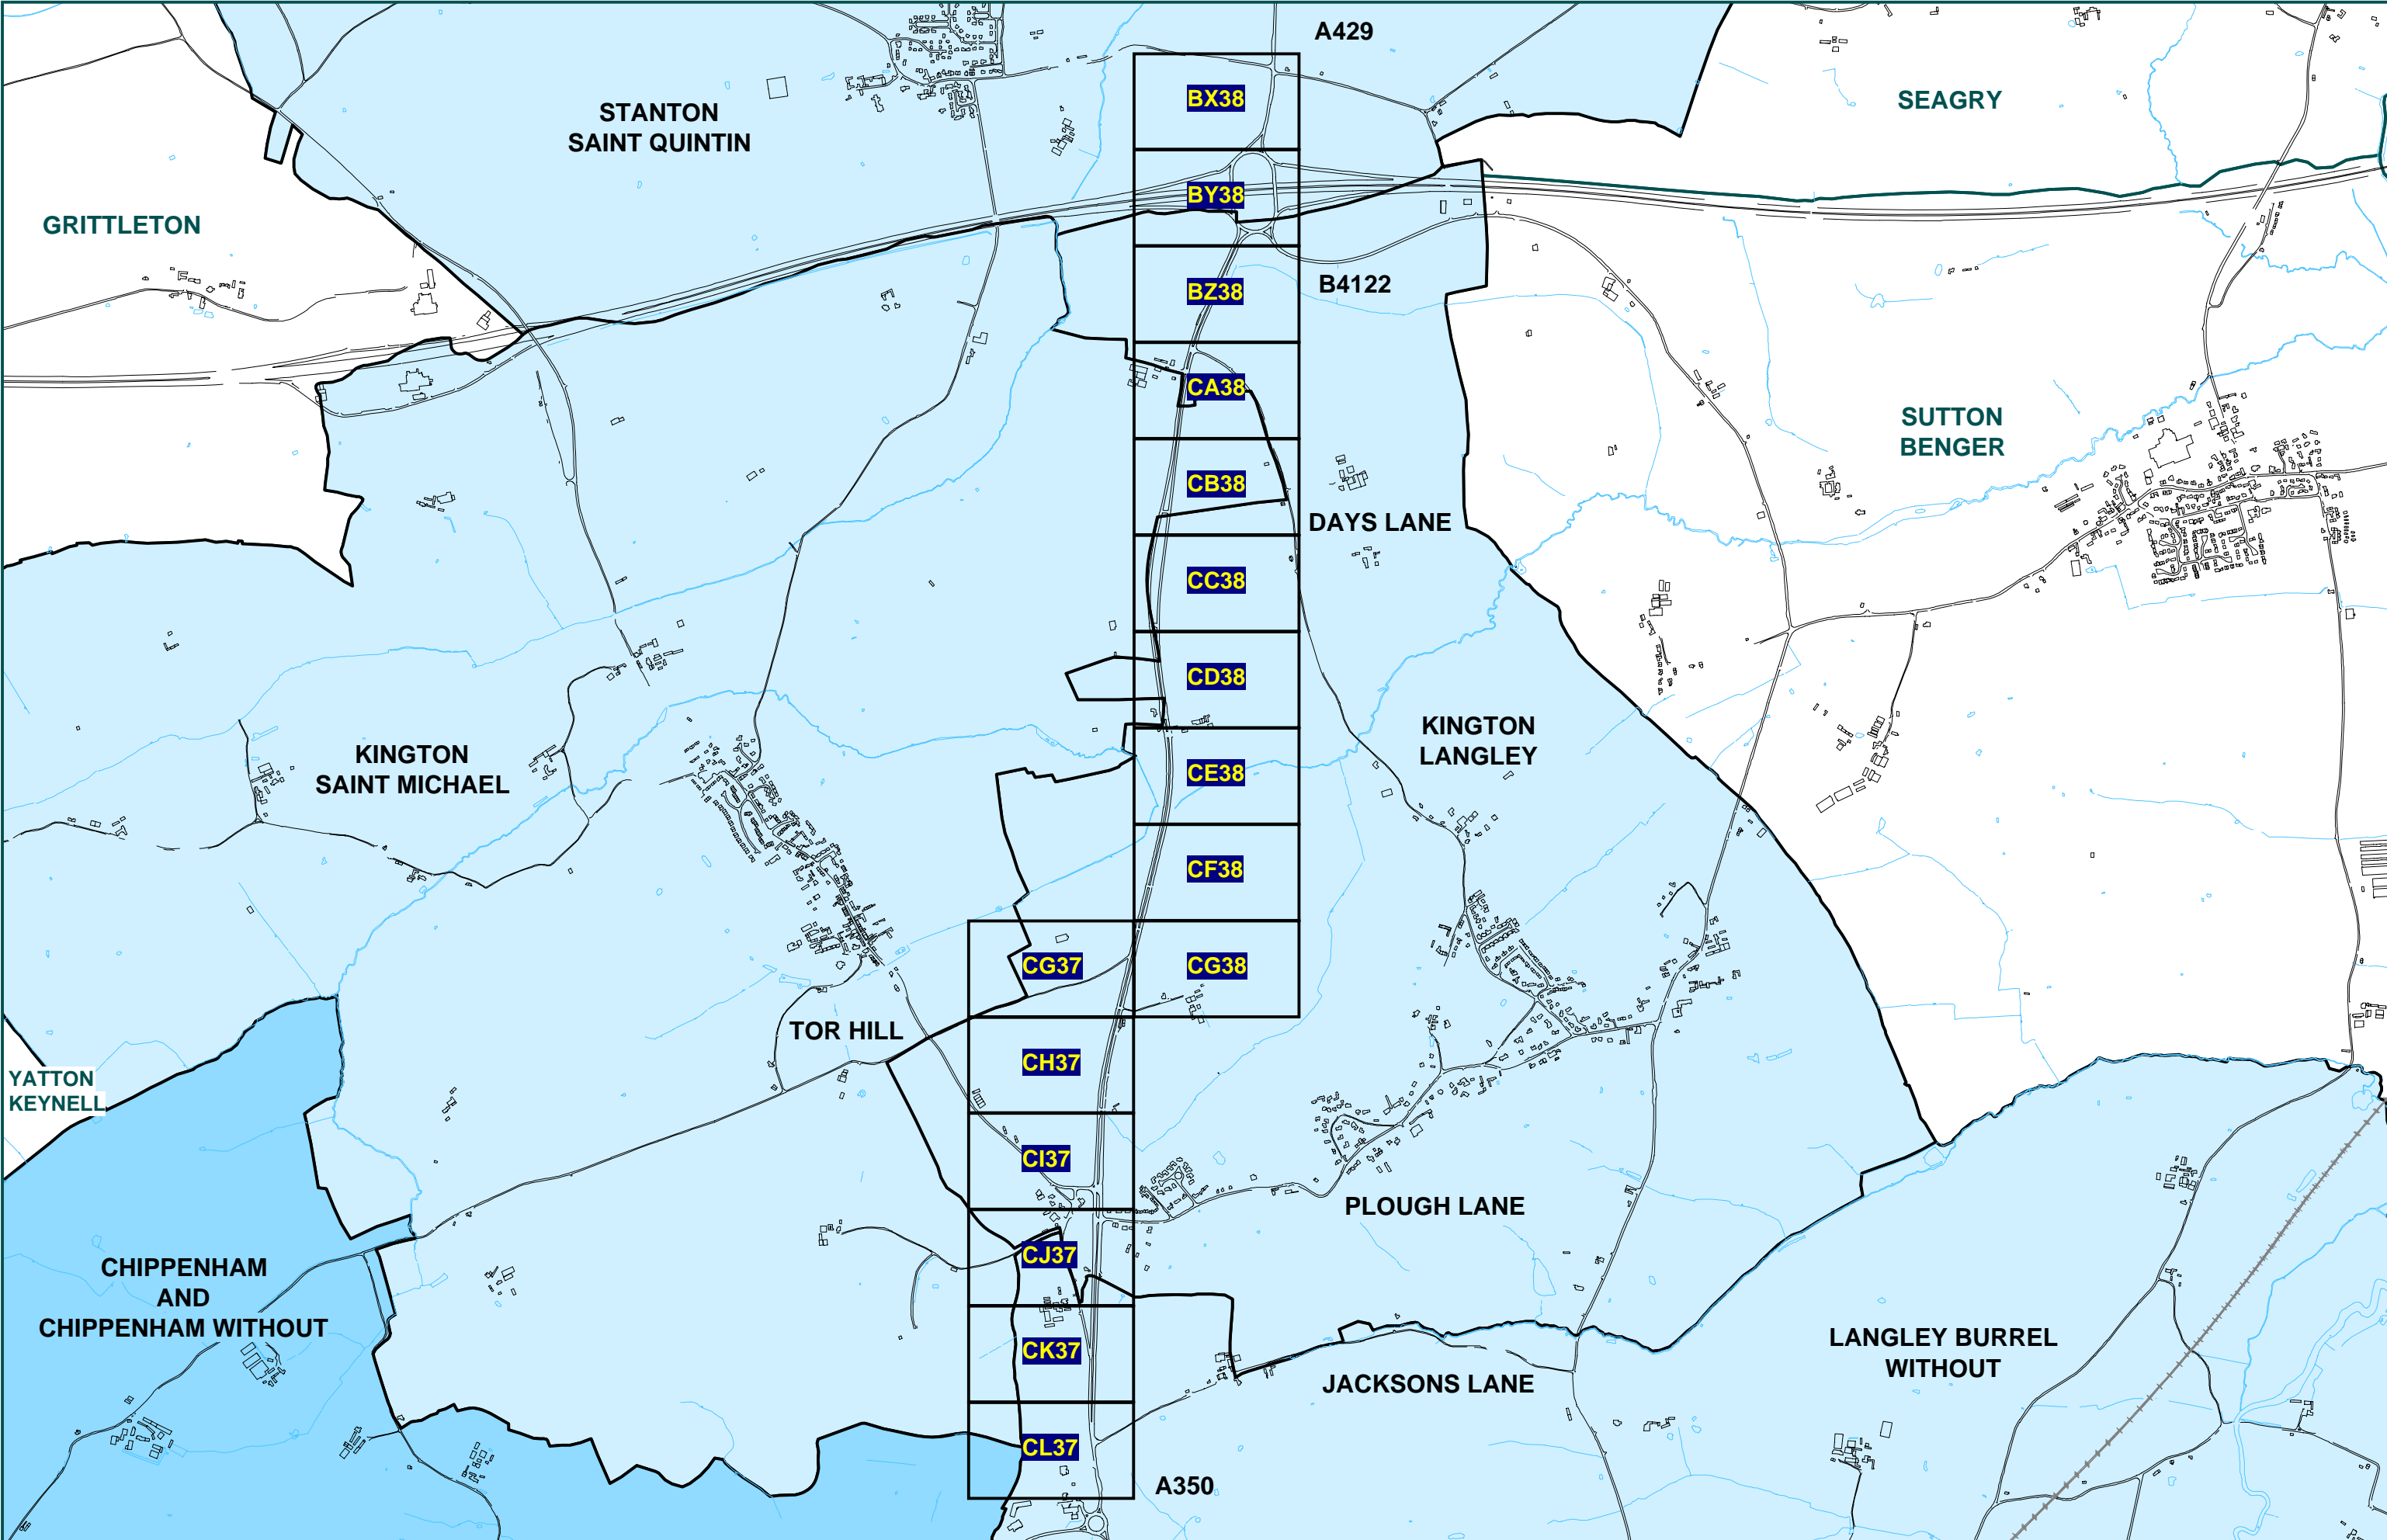 A429
BX38
SEAGRY
STANTON
SAINT QUINTIN
BY38
GRITTLETON
BZ38
B4122
CA38
SUTTON
BENGER
CB38
DAYS LANE
CC38
CD38
KINGTON
LANGLEY
KINGTON
SAINT MICHAEL
CE38
CF38
CG37
CG38
TOR HILL
CH37
YATTON
KEYNELL
CI37
PLOUGH LANE
CJ37
CHIPPENHAM
AND
CHIPPENHAM WITHOUT
CK37
LANGLEY BURREL
WITHOUT
JACKSONS LANE
CL37
A350